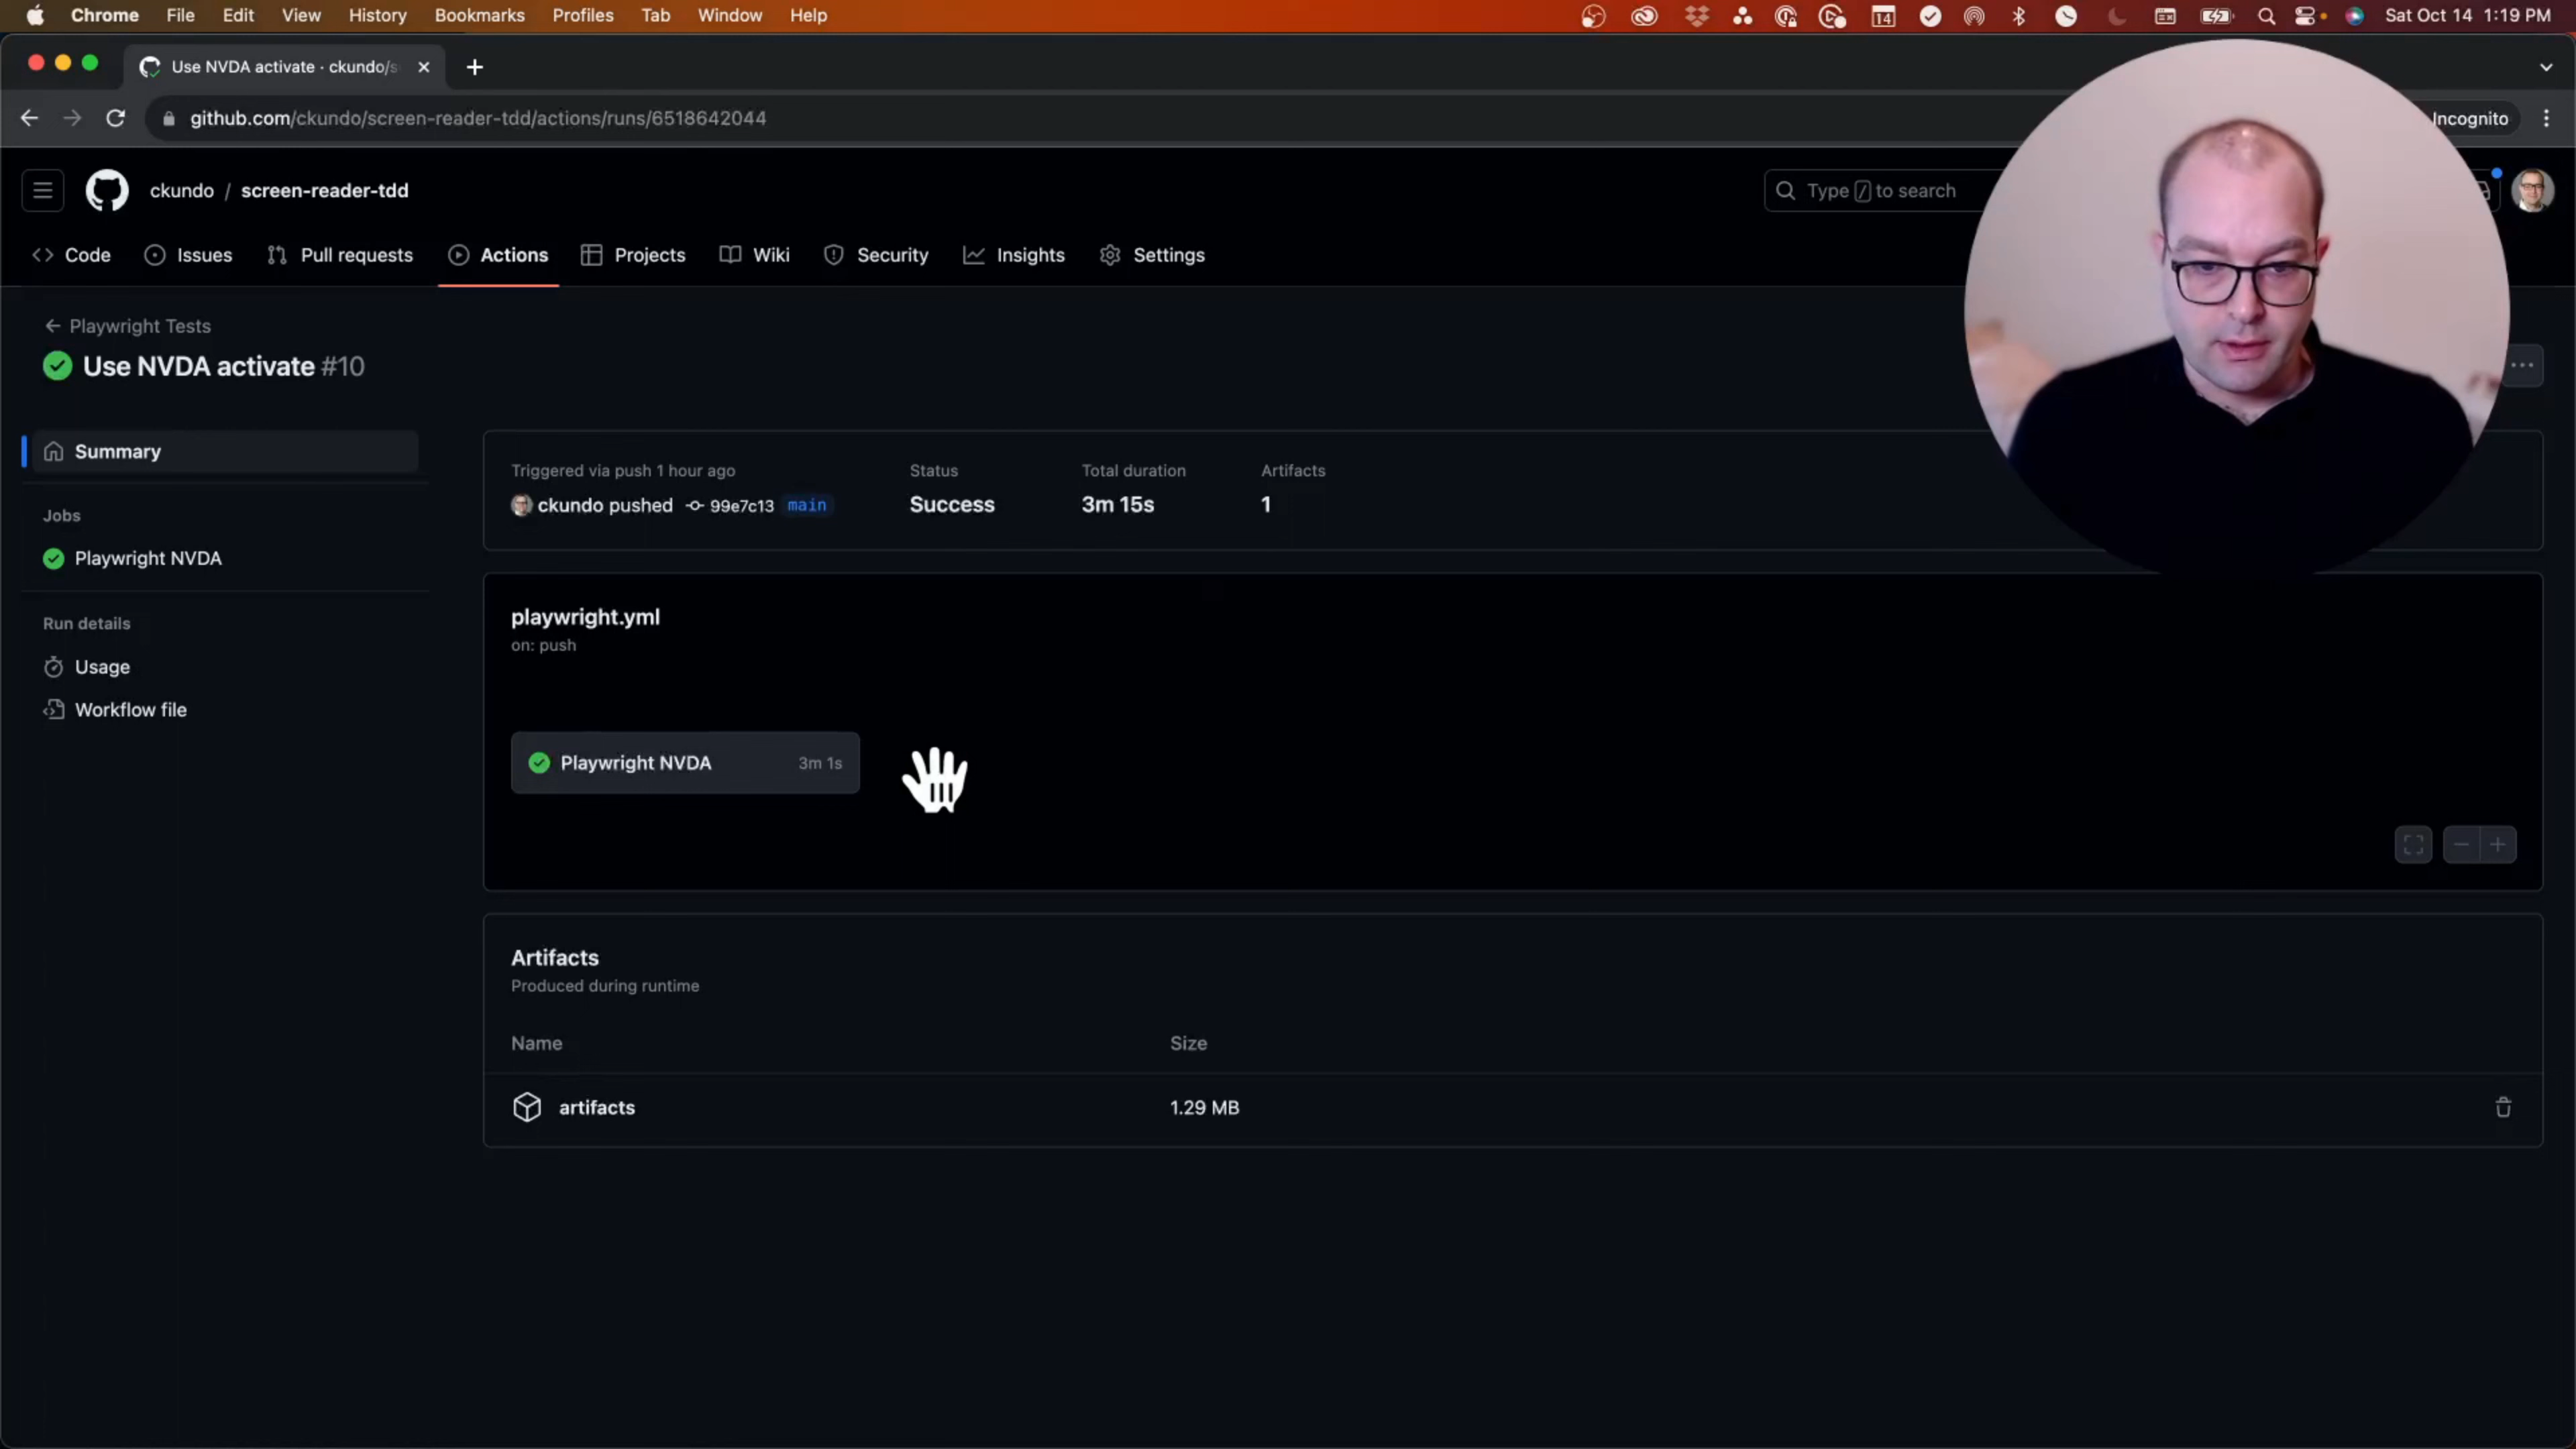 Chrome File Edit View History Bookmarks Profiles Tab Window Help 14 Sat Oct 14 1:19 PM
Use NVDA activate · ckundo/s
github.com/ckundo/screen-reader-tdd/actions/runs/6518642044 Incognito
ckundo / screen-reader-tdd Type / to search
Code Issues Pull requests Actions Projects Wiki Security Insights Settings
Playwright Tests
Use NVDA activate #10
Summary
Jobs
Playwright NVDA
Run details
Usage
Workflow file
Triggered via push 1 hour ago Status Total duration Artifacts
ckundo pushed 99e7c13 main Success 3m 15s 1
playwright.yml
on: push
Playwright NVDA 3m 1s
Artifacts
Produced during runtime
Name Size
artifacts 1.29 MB